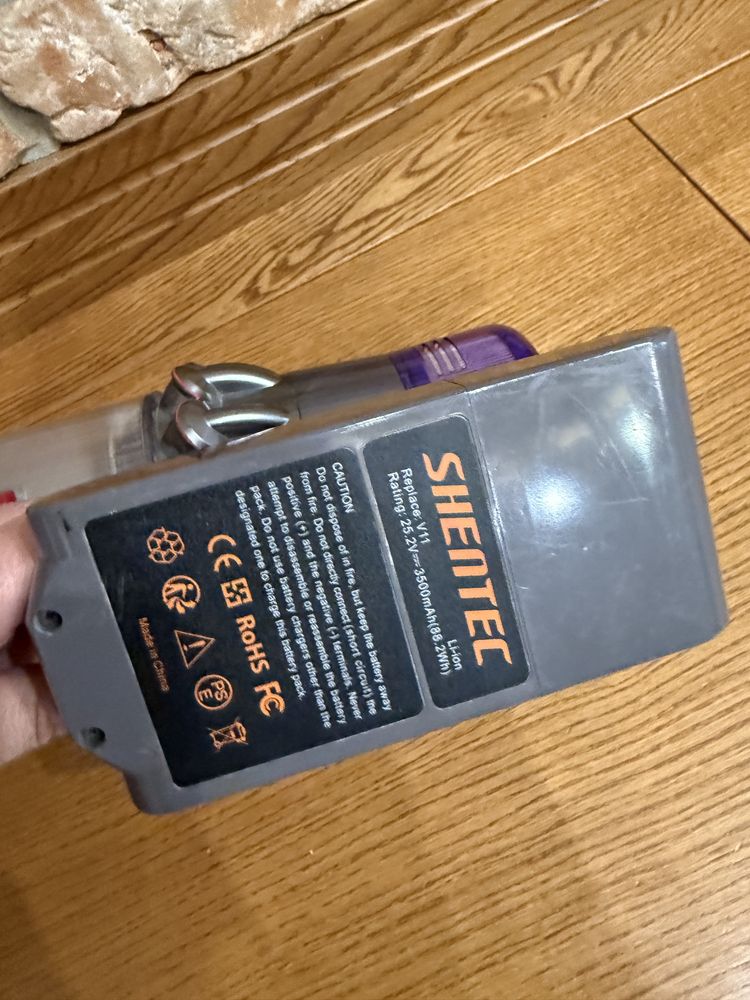 SHENTEC
Li-ion
Replace: V11
Rating: 25.2V⎓3500mAh(88.2Wh)
CAUTION
Do not dispose of in fire, but keep the battery away
from fire. Do not directly connect (short circuit) the
positive (+) and the negative (-) terminals. Never
attempt to disassemble or reassemble the battery
pack. Do not use battery chargers other than the
designated one to charge this battery pack.
CE RoHS FC
PS
E
Made in China